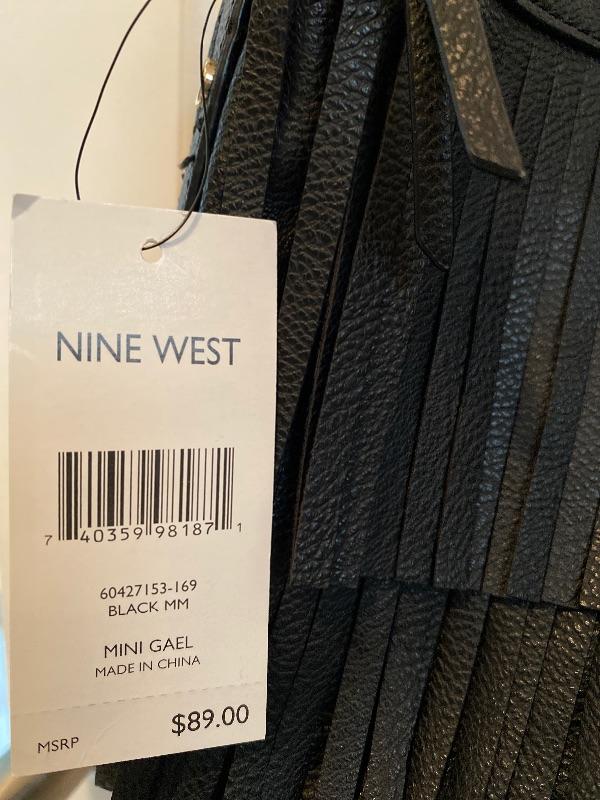 NINE WEST
7 40359 98187 1
60427153-169
BLACK MM
MINI GAEL
MADE IN CHINA
$89.00
MSRP